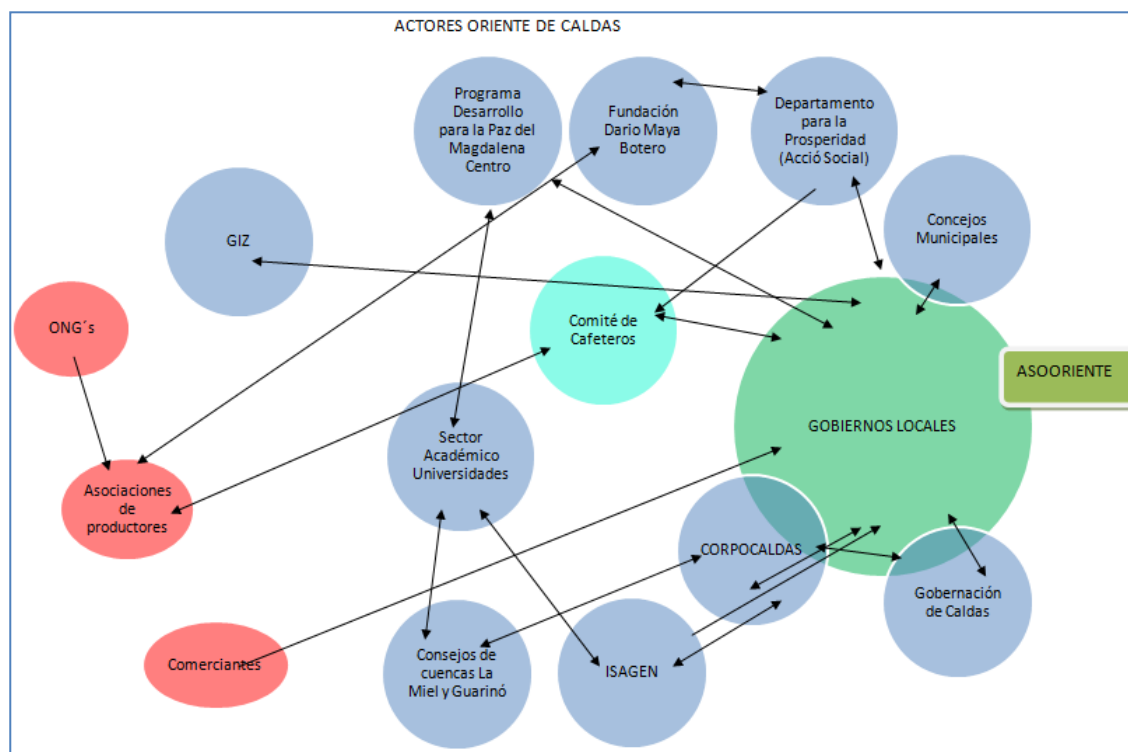 ACTORES ORIENTE DE CALDAS
Programa
Desarrollo
para la Paz del
Magdalena
Centro
Fundación
Dario Maya
Botero
Departamento
para la
Prosperidad
(Acció Social)
Concejos
Municipales
GIZ
ONG´s
Comité de
Cafeteros
ASOORIENTE
GOBIERNOS LOCALES
Sector
Académico
Universidades
Asociaciones
de
productores
CORPOCALDAS
Gobernación
de Caldas
Comerciantes
Consejos de
cuencas La
Miel y Guarinó
ISAGEN